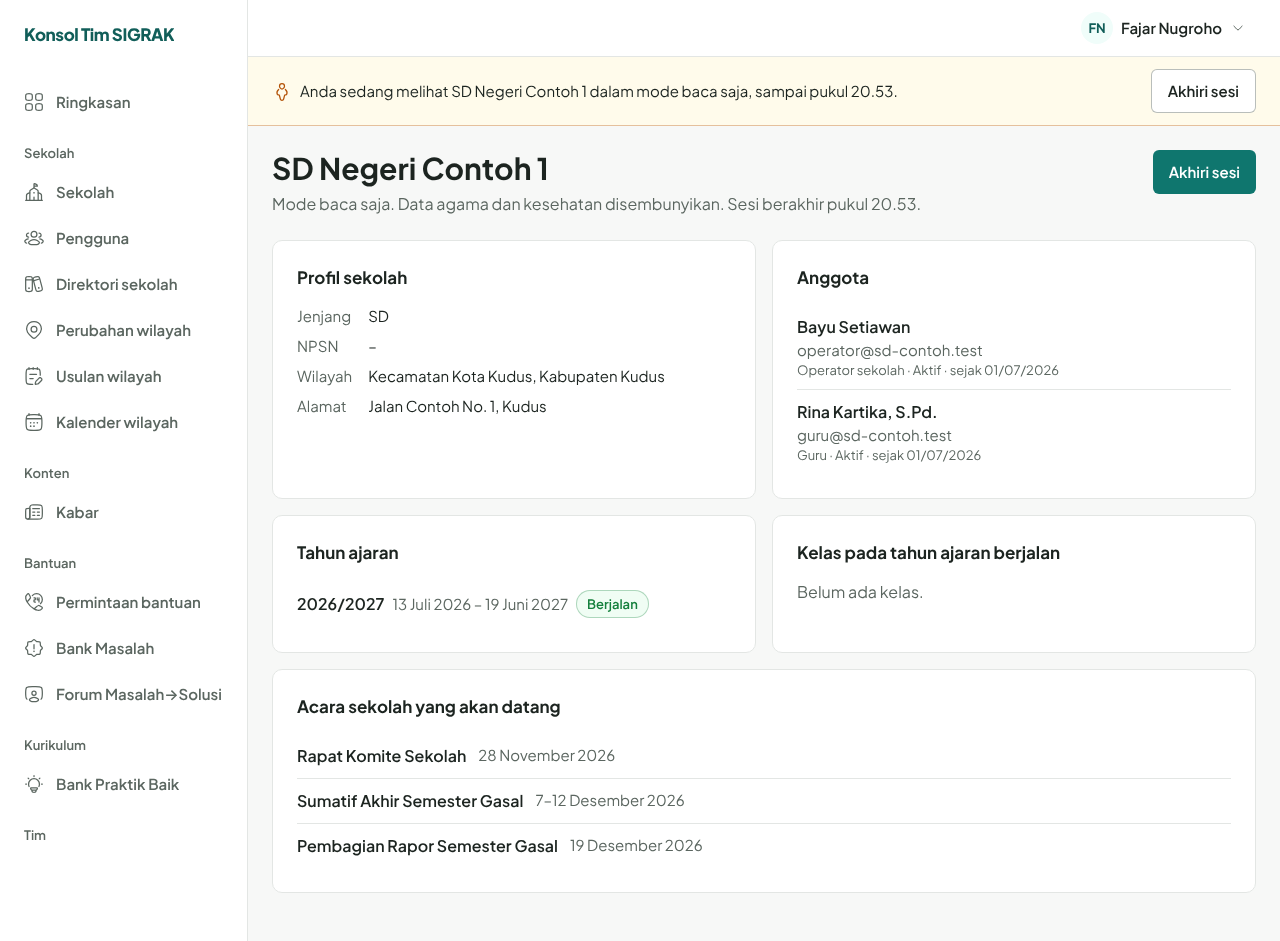 Konsol Tim SIGRAK
FN Fajar Nugroho
Ringkasan
Sekolah
Sekolah
Pengguna
Direktori sekolah
Perubahan wilayah
Usulan wilayah
Kalender wilayah
Konten
Kabar
Bantuan
Permintaan bantuan
Bank Masalah
Forum Masalah→Solusi
Kurikulum
Bank Praktik Baik
Tim
Anda sedang melihat SD Negeri Contoh 1 dalam mode baca saja, sampai pukul 20.53.
Akhiri sesi
SD Negeri Contoh 1
Akhiri sesi
Mode baca saja. Data agama dan kesehatan disembunyikan. Sesi berakhir pukul 20.53.
Profil sekolah
Jenjang SD
NPSN –
Wilayah Kecamatan Kota Kudus, Kabupaten Kudus
Alamat Jalan Contoh No. 1, Kudus
Anggota
Bayu Setiawan
operator@sd-contoh.test
Operator sekolah · Aktif · sejak 01/07/2026
Rina Kartika, S.Pd.
guru@sd-contoh.test
Guru · Aktif · sejak 01/07/2026
Tahun ajaran
2026/2027 13 Juli 2026 – 19 Juni 2027 Berjalan
Kelas pada tahun ajaran berjalan
Belum ada kelas.
Acara sekolah yang akan datang
Rapat Komite Sekolah 28 November 2026
Sumatif Akhir Semester Gasal 7–12 Desember 2026
Pembagian Rapor Semester Gasal 19 Desember 2026